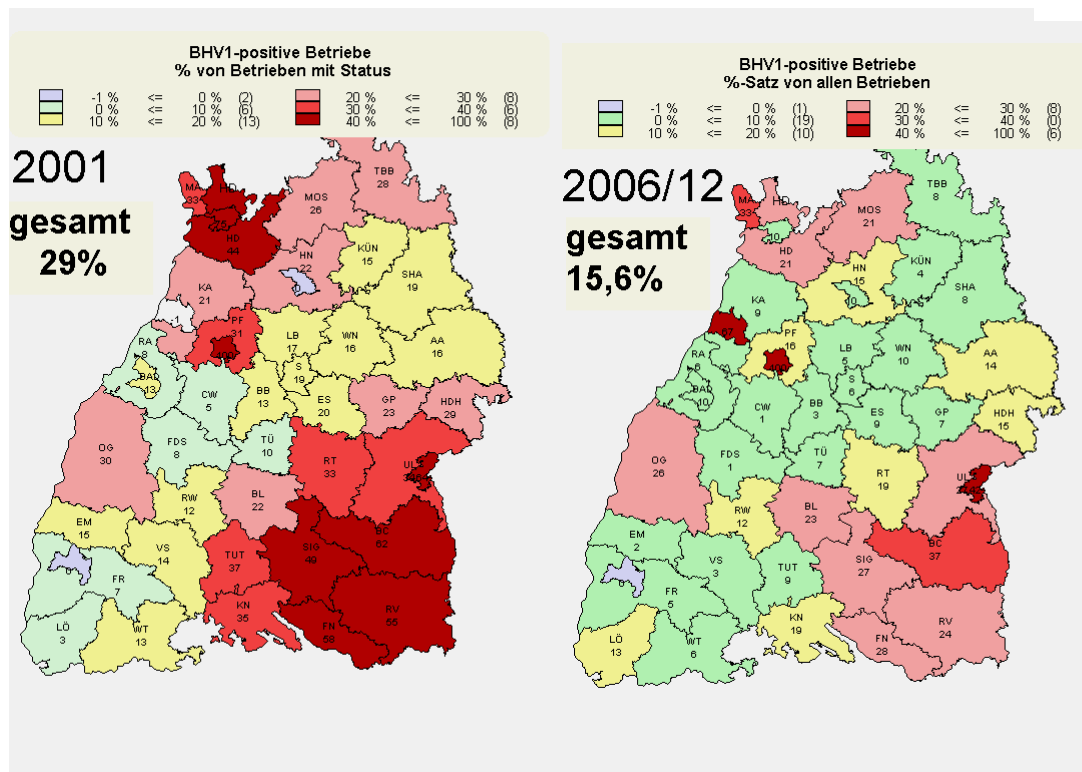 BHV1-positive Betriebe
% von Betrieben mit Status
-1 % <= 0 % (2) 20 % <= 30 % (8)
0 % <= 10 % (6) 30 % <= 40 % (6)
10 % <= 20 % (13) 40 % <= 100 % (8)
2001
gesamt
29%
TBB
28
MA
33
HD
MOS
26
HD
44
KÜN
15
HN
22
SHA
19
KA
21
-1
PF
31
LB
17
WN
16
AA
16
RA
8
100
S
19
BAD
13
CW
5
BB
13
ES
20
GP
23
HDH
29
OG
30
FDS
8
TÜ
10
RT
33
UL
RW
12
BL
22
EM
15
VS
14
TUT
37
SIG
49
BC
62
0
FR
7
KN
35
RV
55
LÖ
3
WT
13
FN
58
BHV1-positive Betriebe
%-Satz von allen Betrieben
-1 % <= 0 % (1) 20 % <= 30 % (8)
0 % <= 10 % (19) 30 % <= 40 % (0)
10 % <= 20 % (10) 40 % <= 100 % (6)
2006/12
gesamt
15,6%
TBB
8
MA
33
HD
MOS
21
10
HD
21
HN
15
KÜN
4
10
SHA
8
KA
9
67
PF
16
LB
5
WN
10
AA
14
RA
6
100
S
6
BAD
10
CW
1
BB
3
ES
9
GP
7
HDH
15
OG
26
FDS
1
TÜ
7
RT
19
UL
RW
12
BL
23
EM
2
VS
3
TUT
9
SIG
27
BC
37
0
FR
5
KN
19
RV
24
LÖ
13
WT
6
FN
28